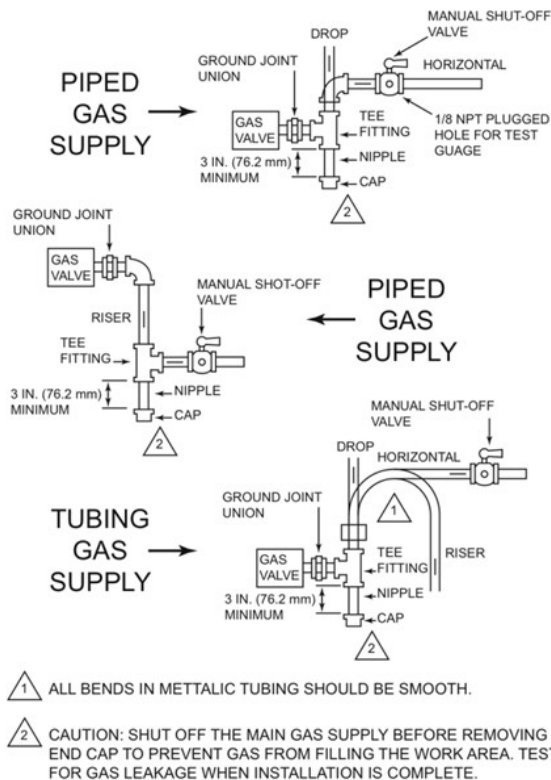 MANUAL SHUT-OFF
VALVE
DROP
HORIZONTAL
GROUND JOINT
UNION
PIPED
GAS
SUPPLY
GAS
VALVE
TEE
FITTING
1/8 NPT PLUGGED
HOLE FOR TEST
GUAGE
3 IN. (76.2 mm)
MINIMUM
NIPPLE
CAP
2
GROUND JOINT
UNION
GAS
VALVE
MANUAL SHOT-OFF
VALVE
RISER
TEE
FITTING
3 IN. (76.2 mm)
MINIMUM
NIPPLE
CAP
2
PIPED
GAS
SUPPLY
MANUAL SHUT-OFF
VALVE
DROP
HORIZONTAL
1
GROUND JOINT
UNION
TUBING
GAS
SUPPLY
GAS
VALVE
TEE
FITTING
RISER
3 IN. (76.2 mm)
MINIMUM
NIPPLE
CAP
2
1 ALL BENDS IN METTALIC TUBING SHOULD BE SMOOTH.
2 CAUTION: SHUT OFF THE MAIN GAS SUPPLY BEFORE REMOVING
END CAP TO PREVENT GAS FROM FILLING THE WORK AREA. TEST
FOR GAS LEAKAGE WHEN INSTALLATION IS COMPLETE.